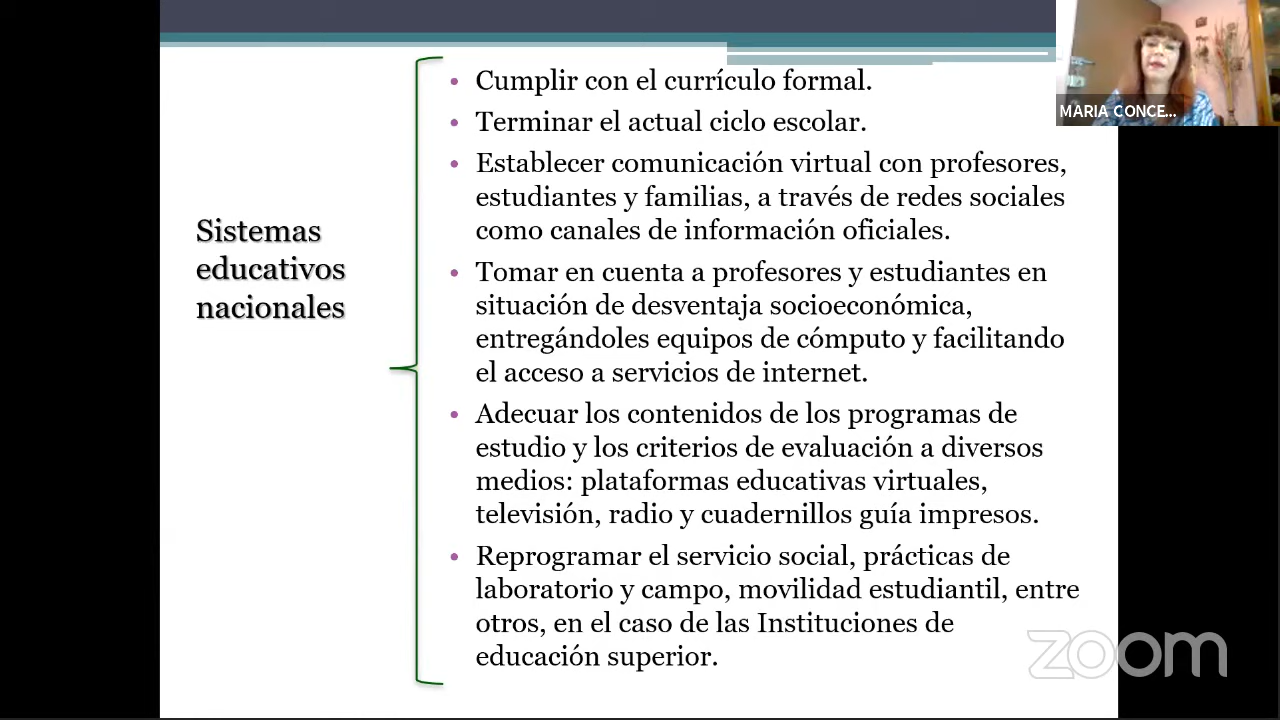 Sistemas
educativos
nacionales
• Cumplir con el currículo formal.
• Terminar el actual ciclo escolar.
• Establecer comunicación virtual con profesores,
estudiantes y familias, a través de redes sociales
como canales de información oficiales.
• Tomar en cuenta a profesores y estudiantes en
situación de desventaja socioeconómica,
entregándoles equipos de cómputo y facilitando
el acceso a servicios de internet.
• Adecuar los contenidos de los programas de
estudio y los criterios de evaluación a diversos
medios: plataformas educativas virtuales,
televisión, radio y cuadernillos guía impresos.
• Reprogramar el servicio social, prácticas de
laboratorio y campo, movilidad estudiantil, entre
otros, en el caso de las Instituciones de
educación superior.
MARIA CONCE...
zoom